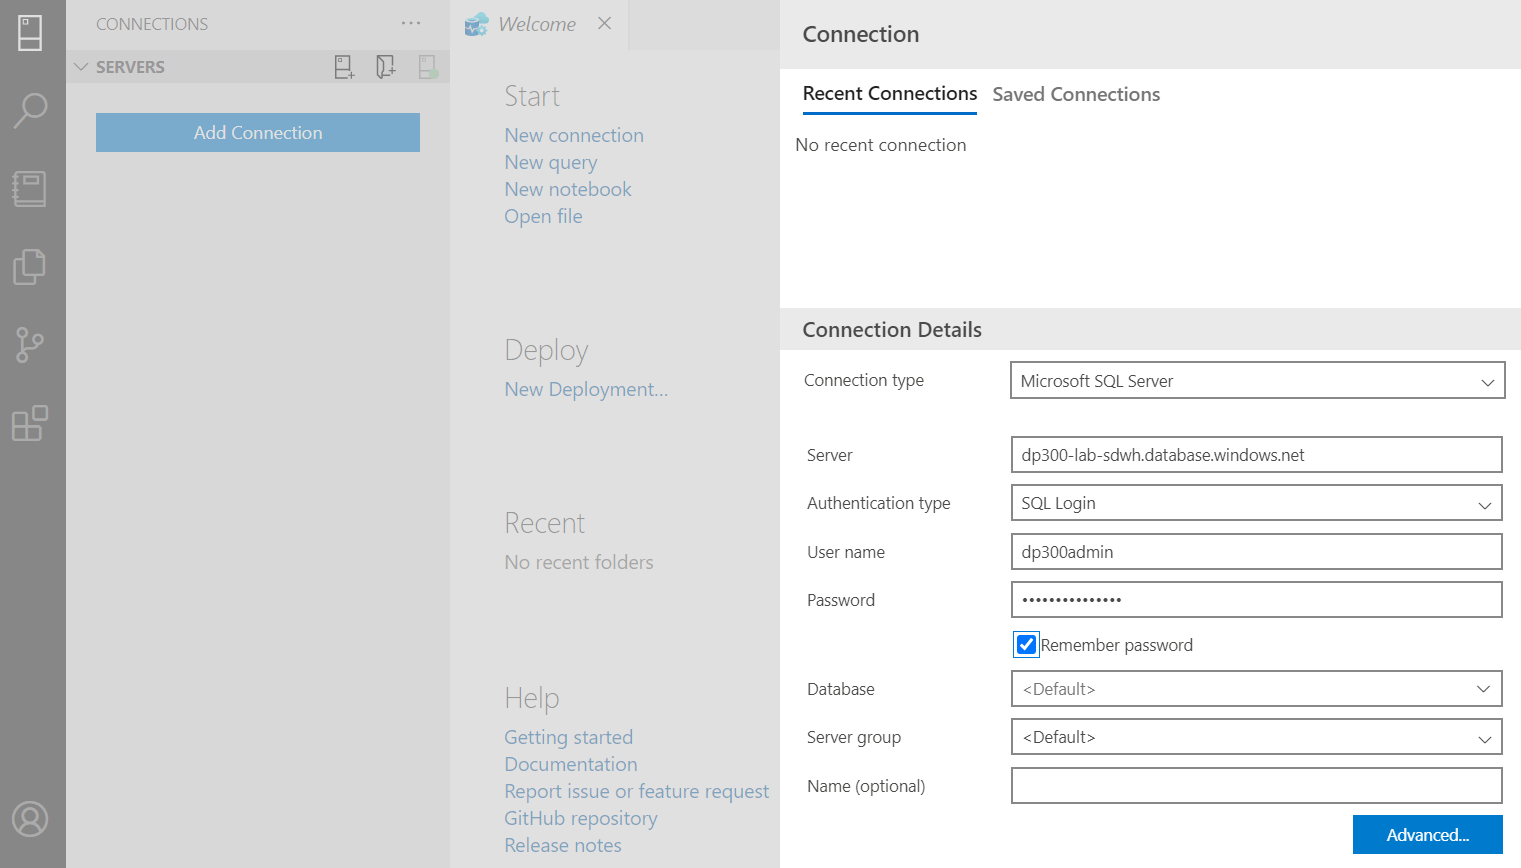 CONNECTIONS
SERVERS
Add Connection
Welcome
Start
New connection
New query
New notebook
Open file
Deploy
New Deployment...
Recent
No recent folders
Help
Getting started
Documentation
Report issue or feature request
GitHub repository
Release notes
Connection
Recent Connections Saved Connections
No recent connection
Connection Details
Connection type Microsoft SQL Server
Server dp300-lab-sdwh.database.windows.net
Authentication type SQL Login
User name dp300admin
Password •••••••••••••••
Remember password
Database <Default>
Server group <Default>
Name (optional)
Advanced...